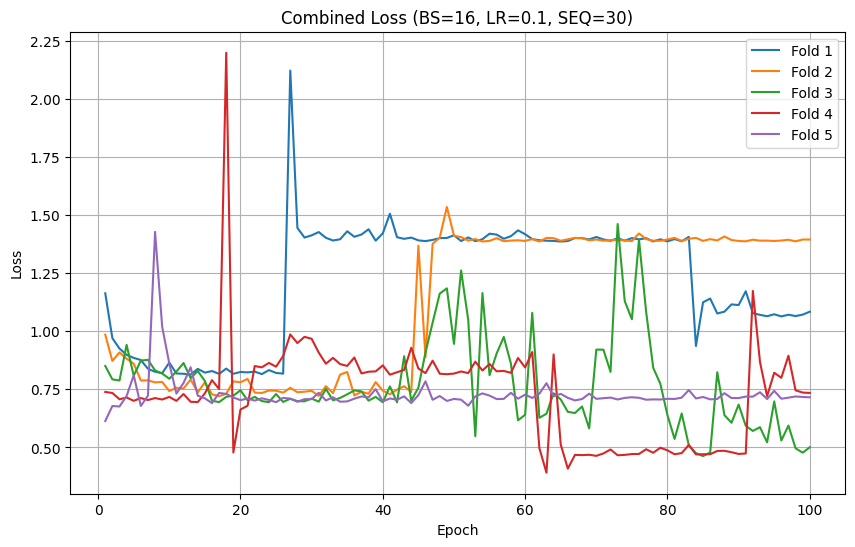 Combined Loss (BS=16, LR=0.1, SEQ=30)
2.25
2.00
1.75
1.50
1.25
1.00
0.75
0.50
Loss
Fold 1
Fold 2
Fold 3
Fold 4
Fold 5
0 20 40 60 80 100
Epoch